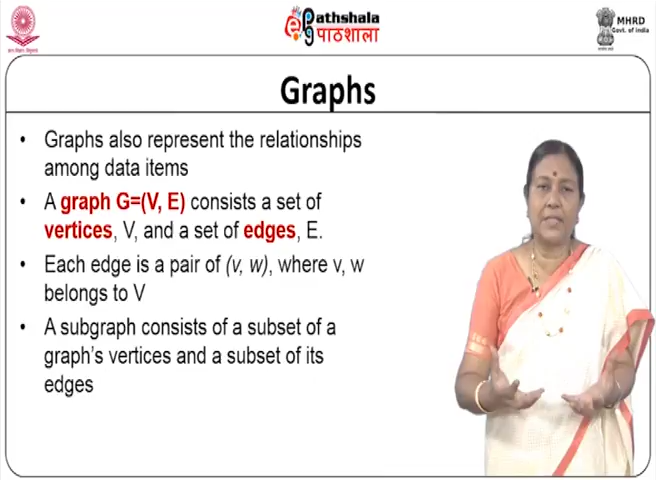 ePathshala
पाठशाला
MHRD
Govt. of India
Graphs
• Graphs also represent the relationships
among data items
• A graph G=(V, E) consists a set of
vertices, V, and a set of edges, E.
• Each edge is a pair of (v, w), where v, w
belongs to V
• A subgraph consists of a subset of a
graph's vertices and a subset of its
edges